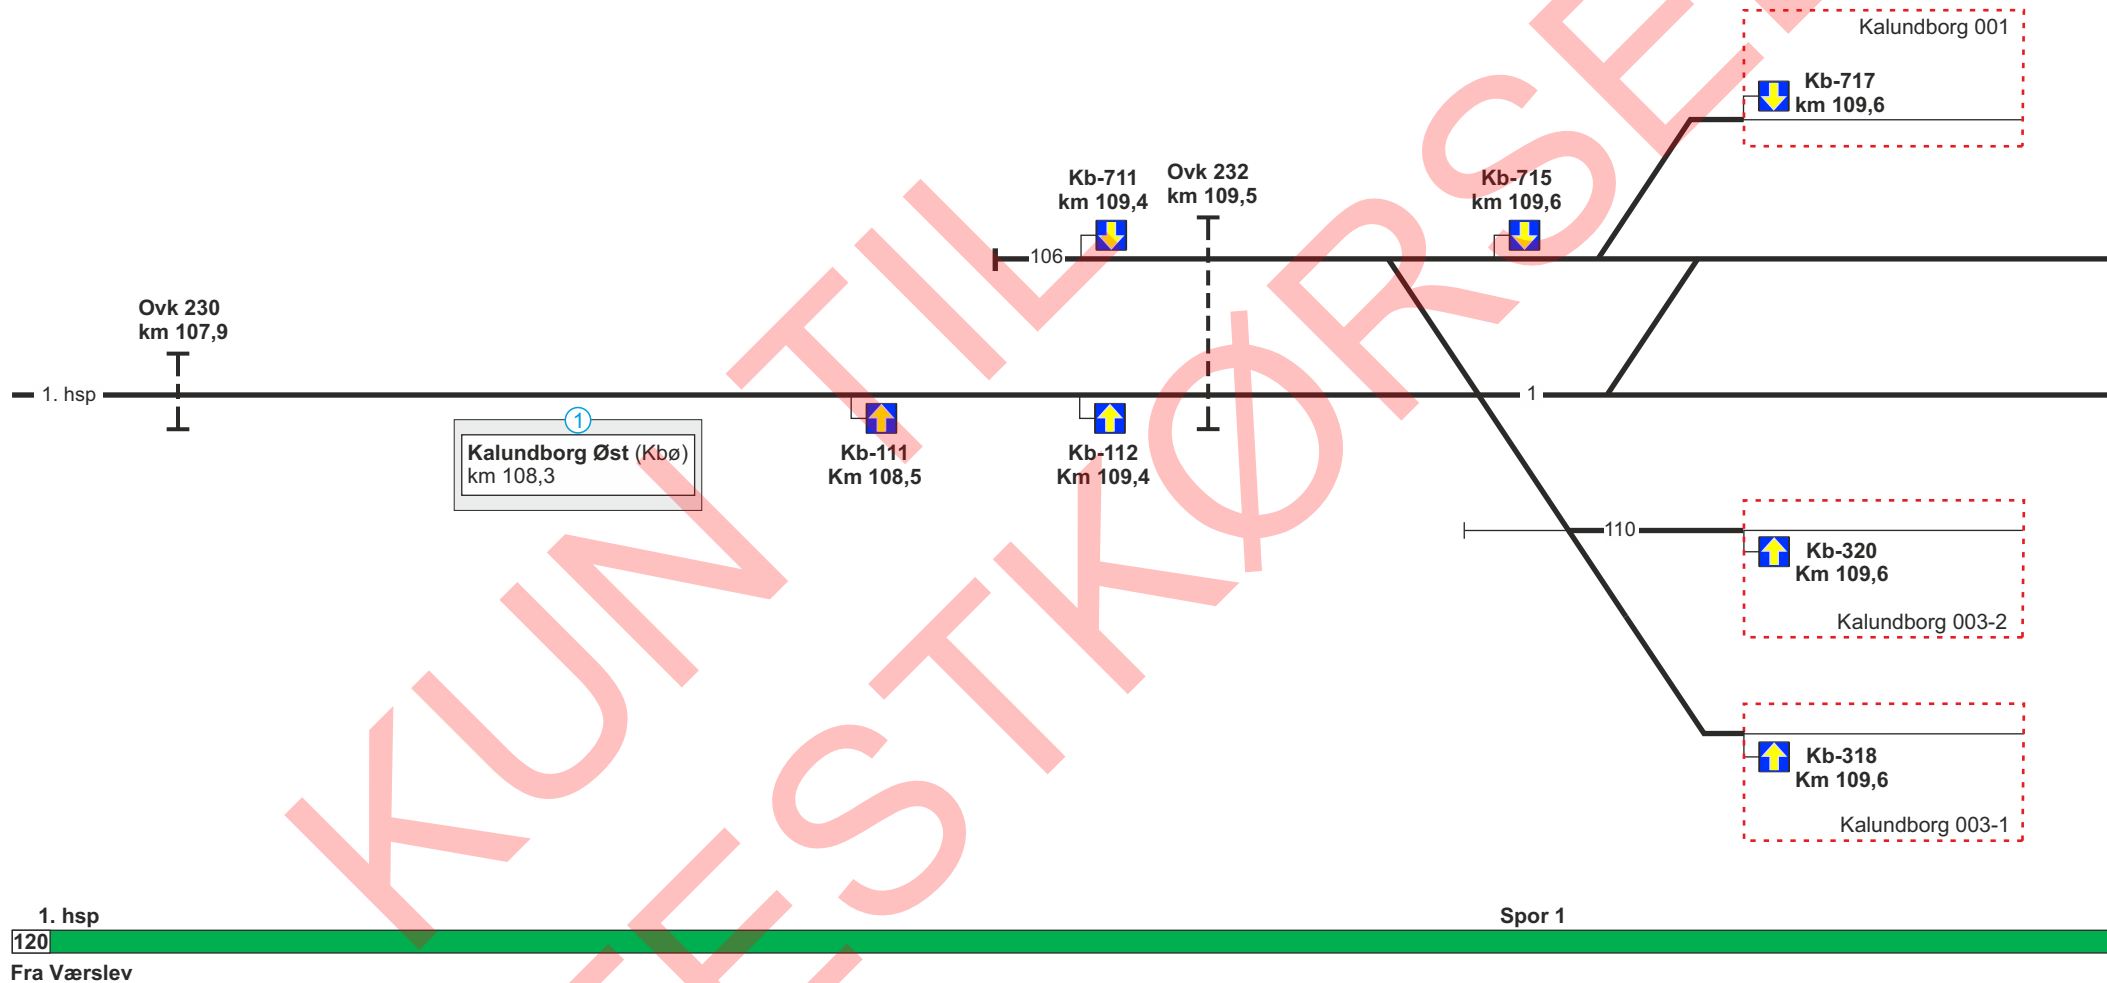 Kalundborg 001
Kb-717
km 109,6
Kb-711
km 109,4
Ovk 232
km 109,5
Kb-715
km 109,6
106
Ovk 230
km 107,9
1. hsp
1
1
Kalundborg Øst (Kbø)
km 108,3
Kb-111
Km 108,5
Kb-112
Km 109,4
110
Kb-320
Km 109,6
Kalundborg 003-2
Kb-318
Km 109,6
Kalundborg 003-1
1. hsp
Spor 1
120
Fra Værslev
KUN TIL